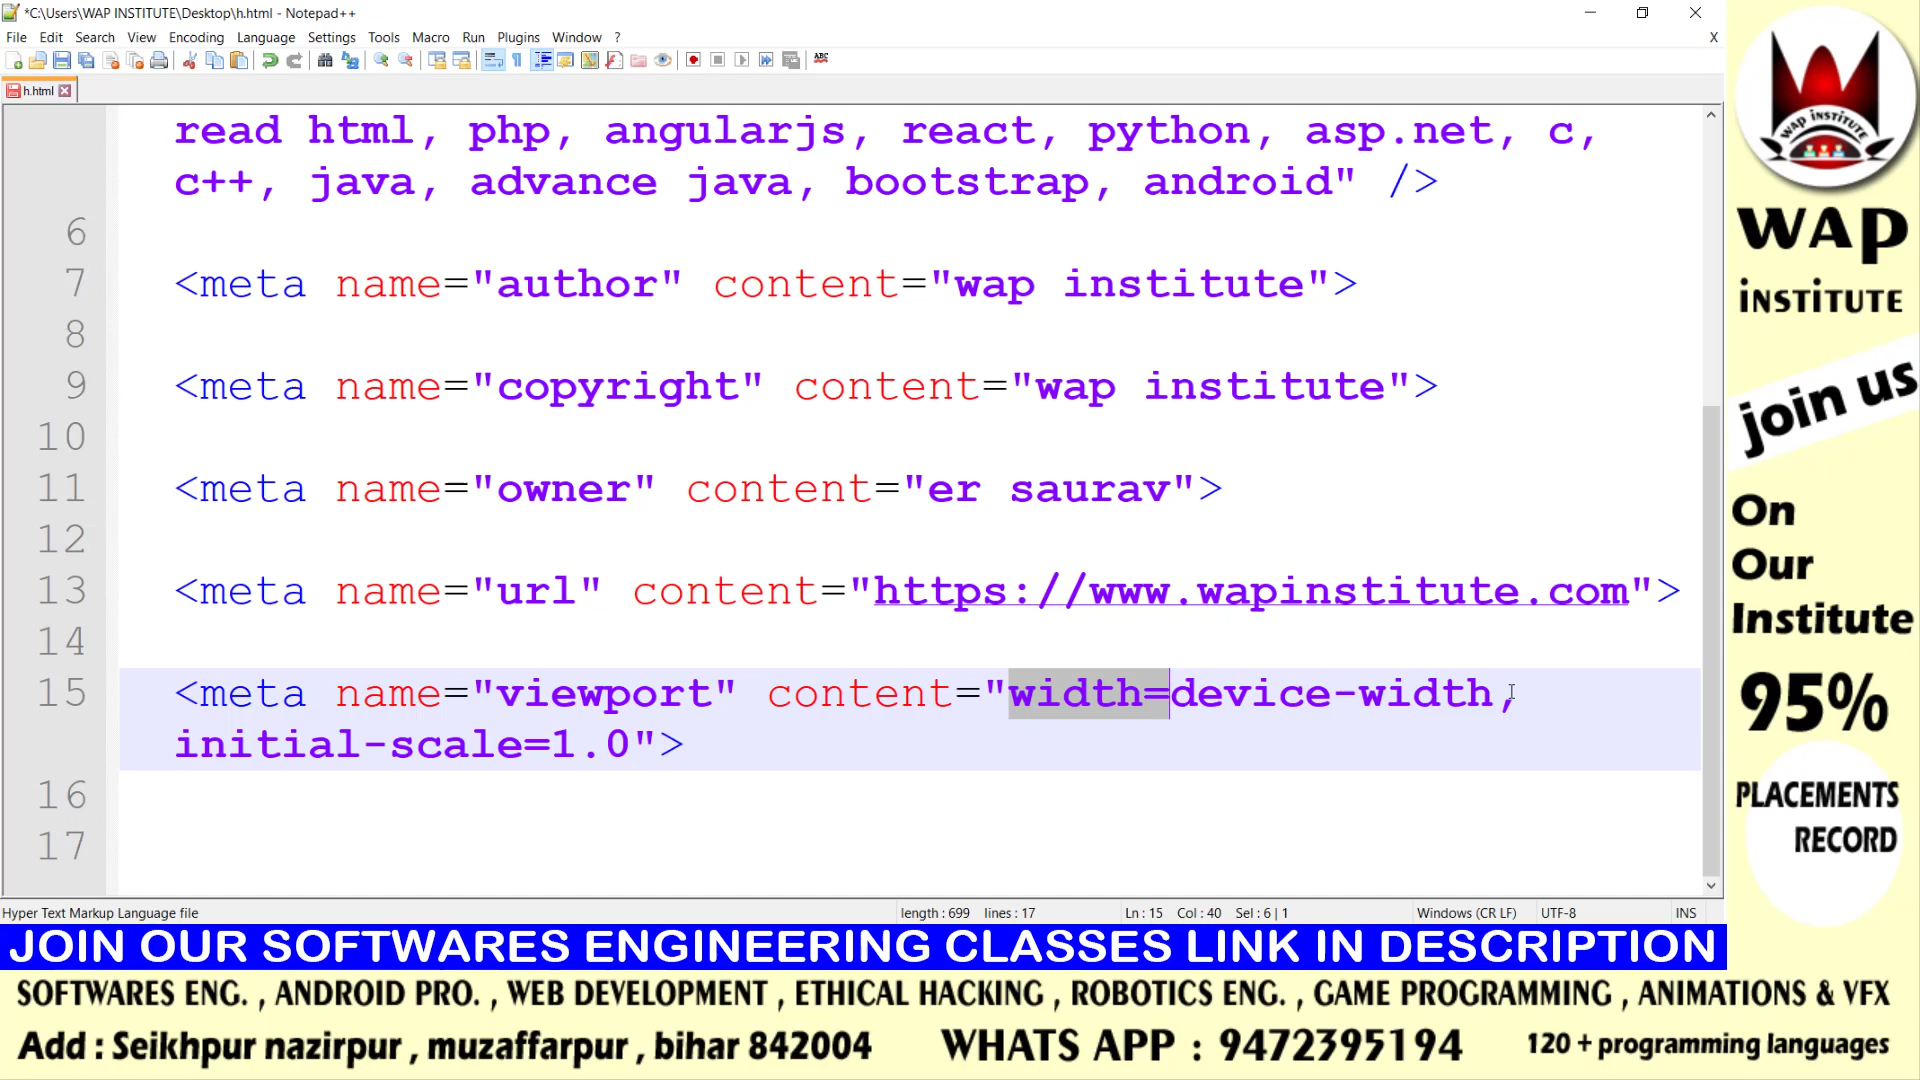 *C:\Users\WAP INSTITUTE\Desktop\h.html - Notepad++
File Edit Search View Encoding Language Settings Tools Macro Run Plugins Window ? X
h.html
read html, php, angularjs, react, python, asp.net, c,
c++, java, advance java, bootstrap, android" />
6
7 <meta name="author" content="wap institute">
8
9 <meta name="copyright" content="wap institute">
10
11 <meta name="owner" content="er saurav">
12
13 <meta name="url" content="https://www.wapinstitute.com">
14
15 <meta name="viewport" content="width=device-width,
initial-scale=1.0">
16
17
Hyper Text Markup Language file length : 699 lines : 17 Ln : 15 Col : 40 Sel : 6 | 1 Windows (CR LF) UTF-8 INS
wap institute
WAP
iNSTiTUTE
join us
On
Our
Institute
95%
PLACEMENTS
RECORD
JOIN OUR SOFTWARES ENGINEERING CLASSES LINK IN DESCRIPTION
SOFTWARES ENG. , ANDROID PRO. , WEB DEVELOPMENT , ETHICAL HACKING , ROBOTICS ENG. , GAME PROGRAMMING , ANIMATIONS & VFX
Add : Seikhpur nazirpur , muzaffarpur , bihar 842004 WHATS APP : 9472395194 120 + programming languages